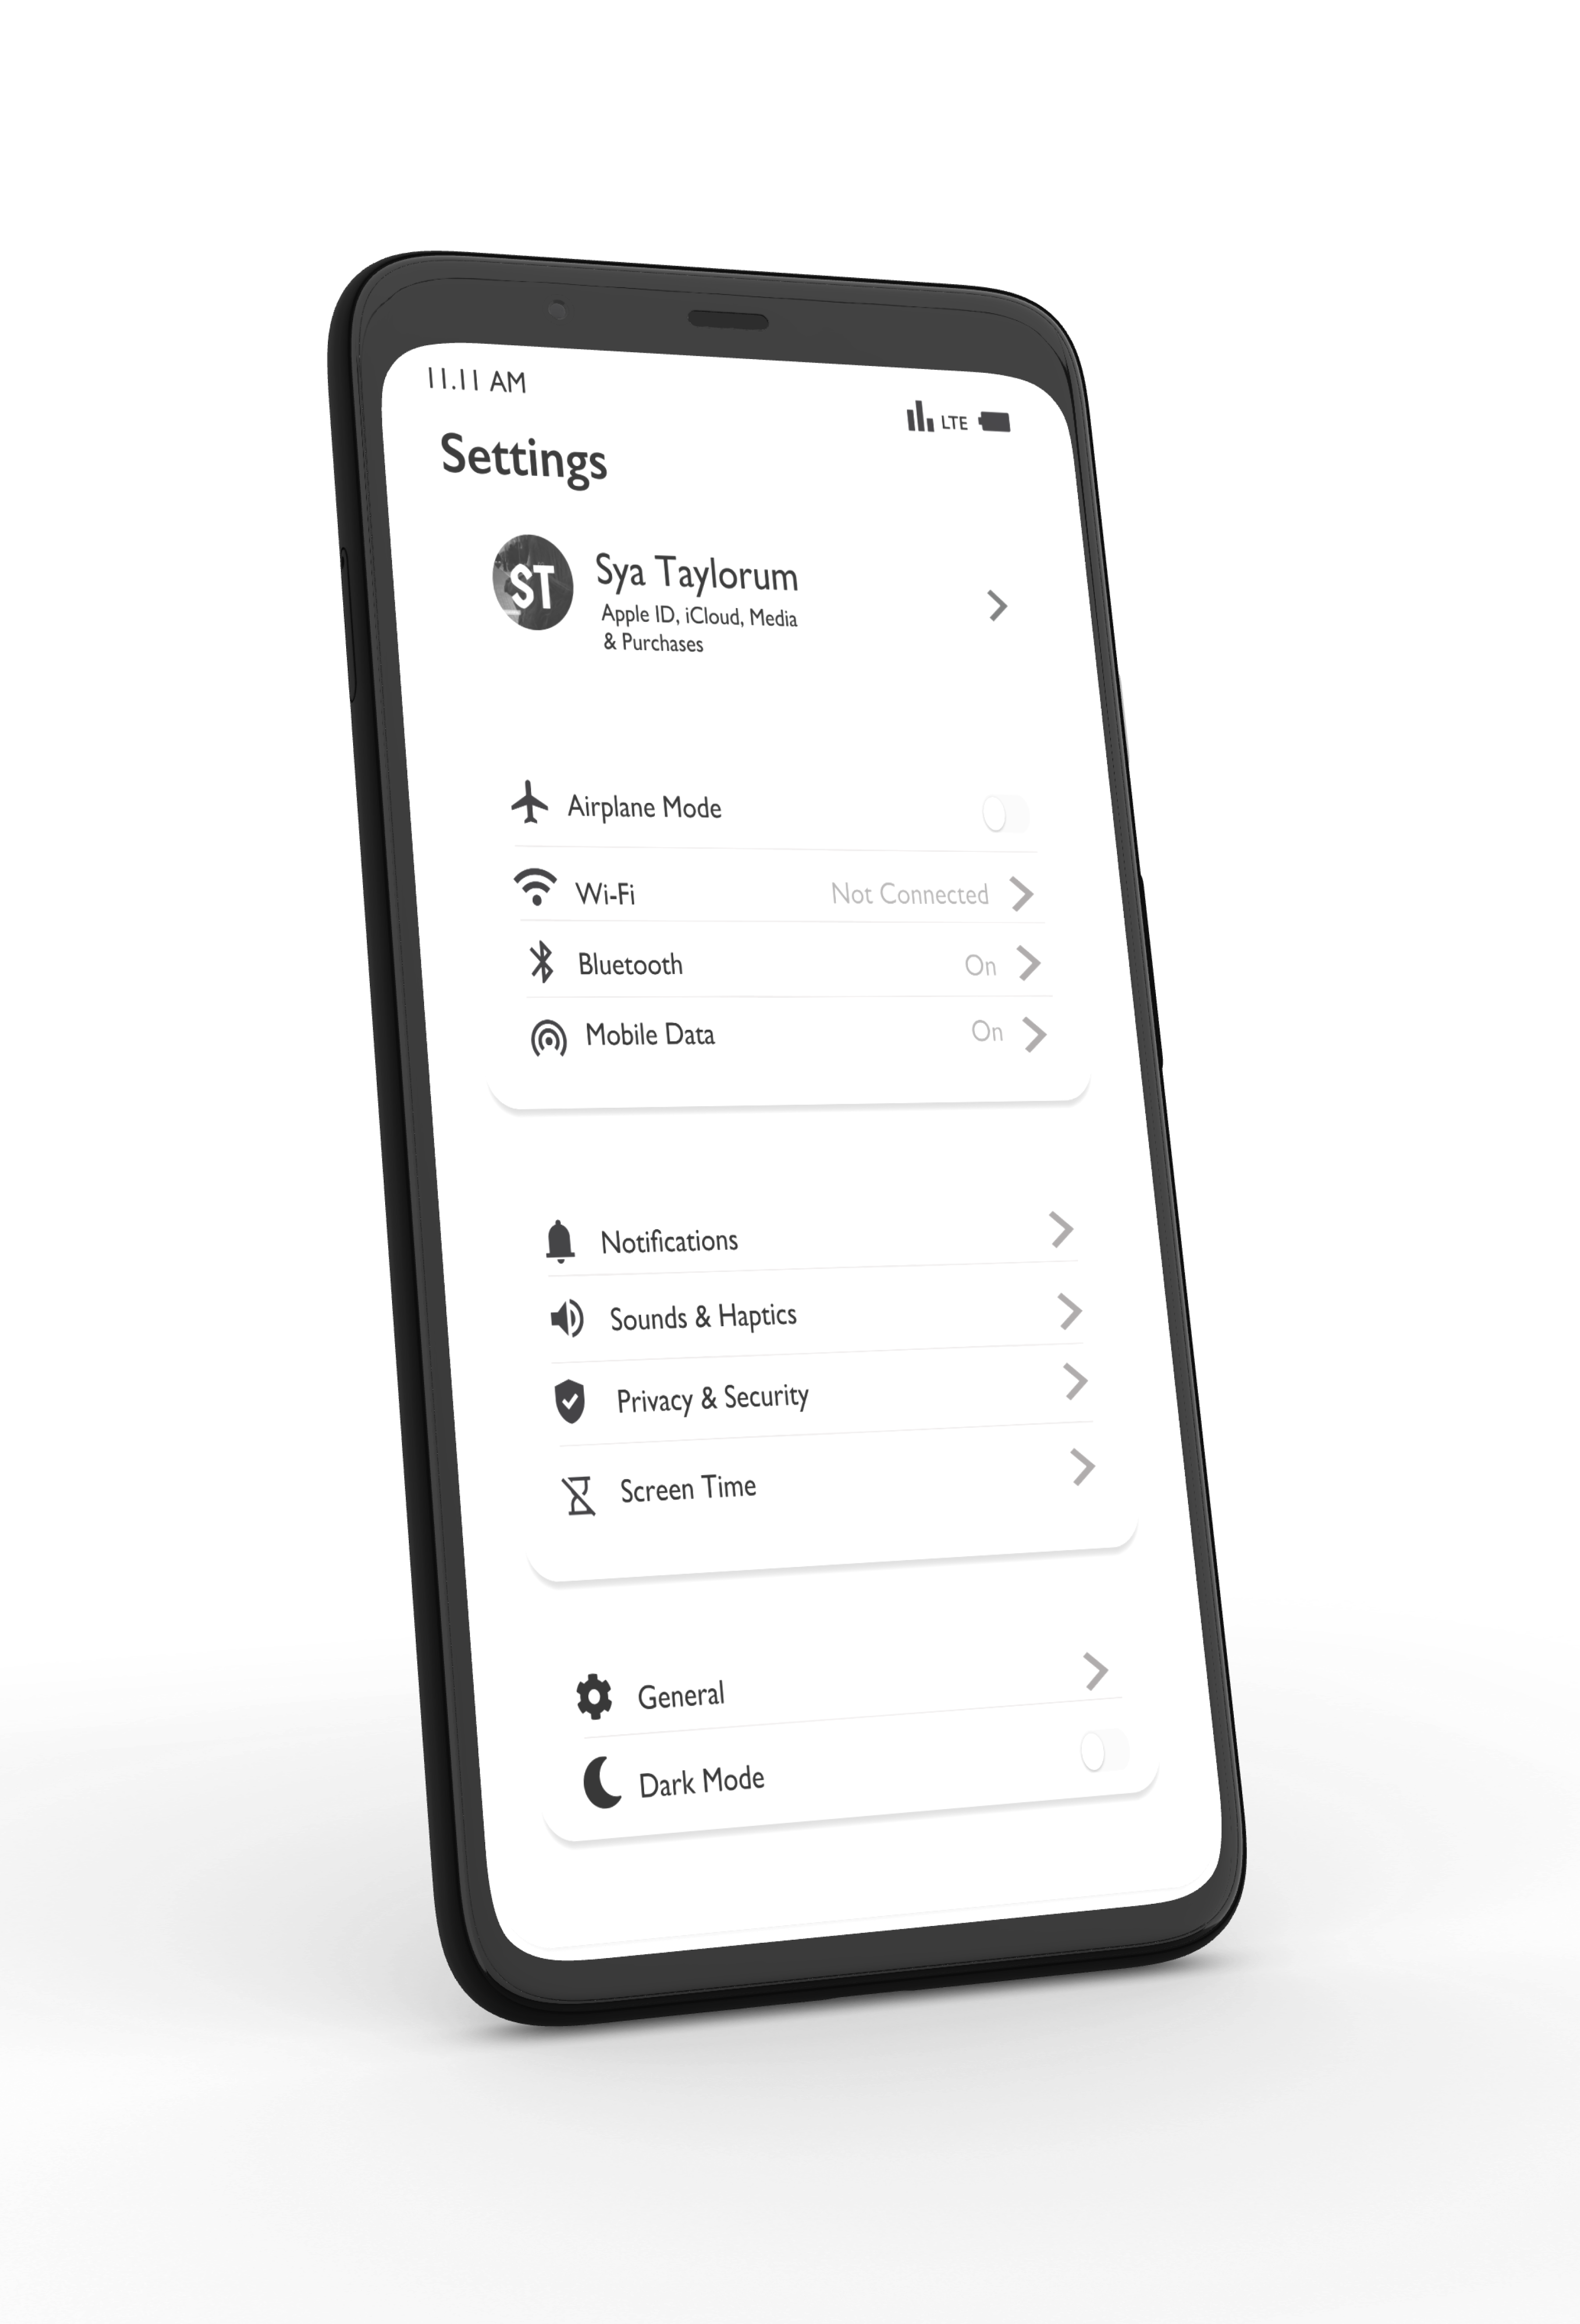 11.11 AM
LTE
Settings
ST
Sya Taylorum
Apple ID, iCloud, Media
& Purchases
Airplane Mode
Wi-Fi Not Connected
Bluetooth On
Mobile Data On
Notifications
Sounds & Haptics
Privacy & Security
Screen Time
General
Dark Mode